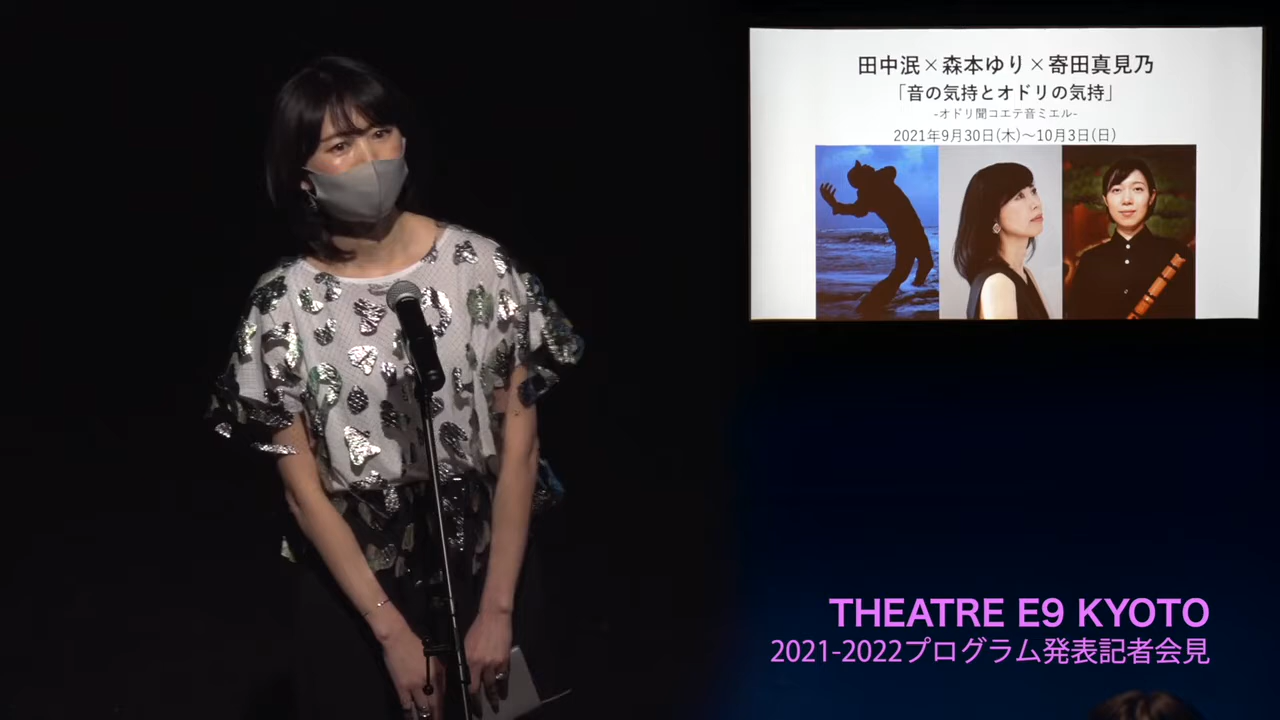 田中泯×森本ゆり×寄田真見乃
「音の気持とオドリの気持」
-オドリ聞コエテ音ミエル-
2021年9月30日(木)～10月3日(日)
THEATRE E9 KYOTO
2021-2022プログラム発表記者会見